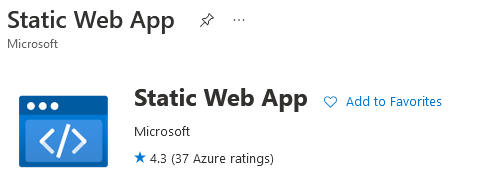 Static Web App
Microsoft
Static Web App Add to Favorites
Microsoft
4.3 (37 Azure ratings)